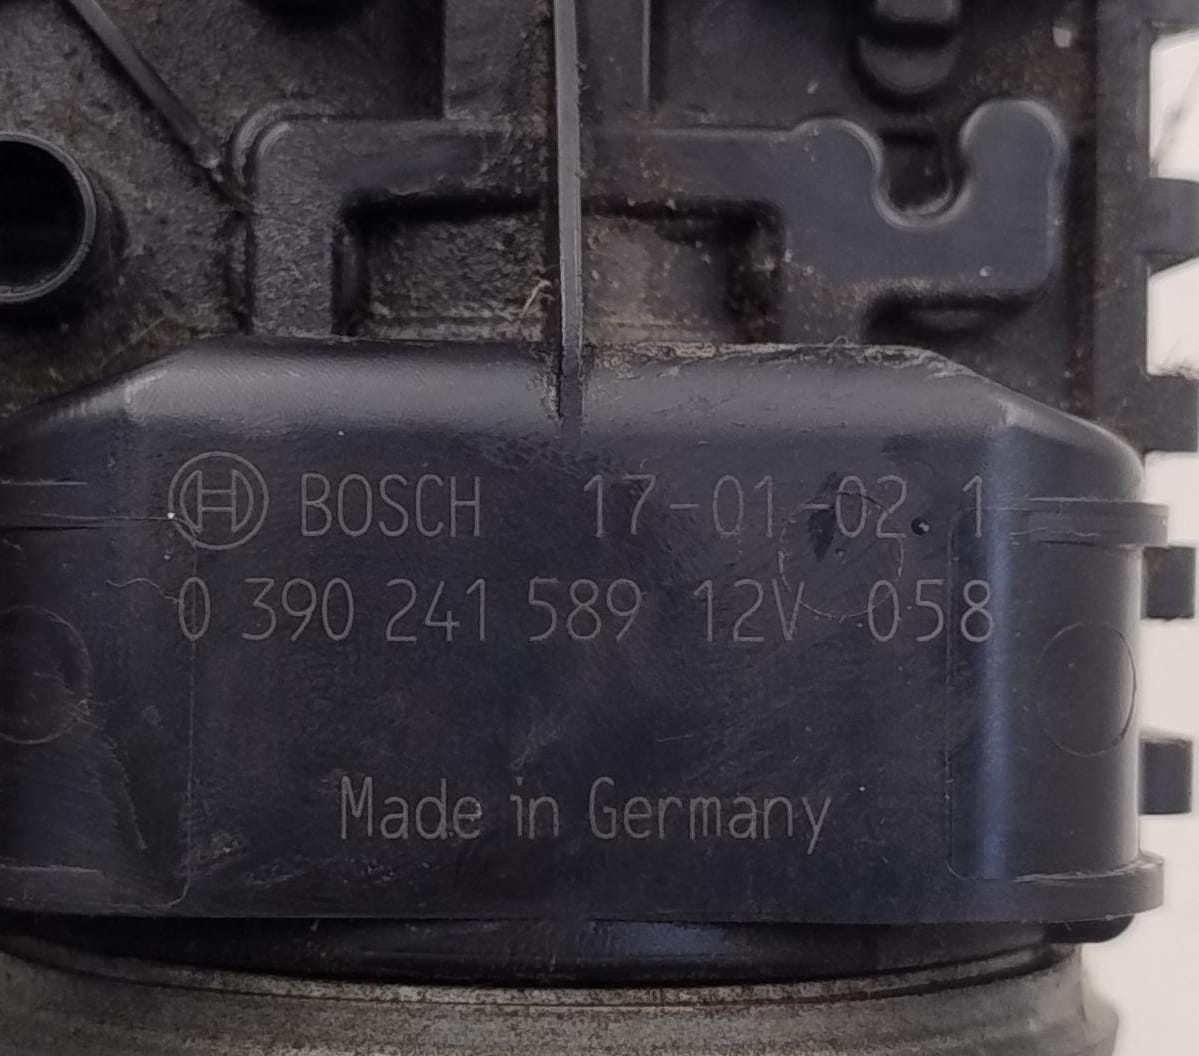 BOSCH 17-01-02.1
0 390 241 589 12V 058
Made in Germany